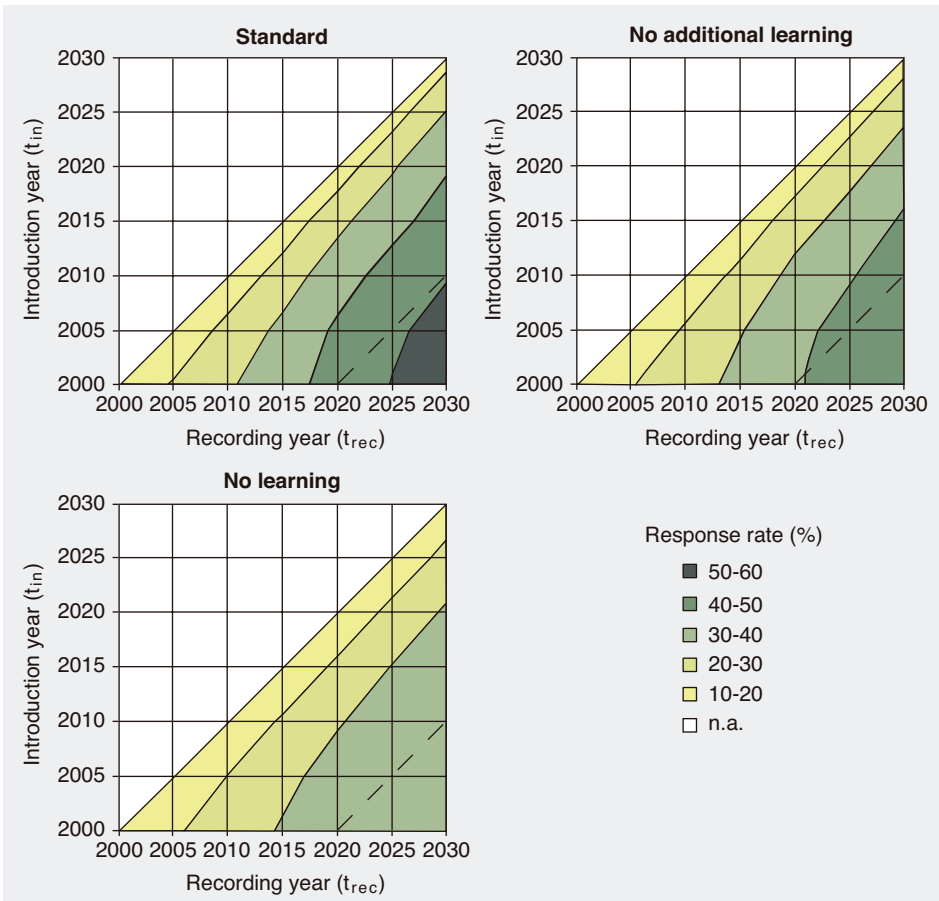 Standard
2030
2025
2020
2015
2010
2005
2000
2000 2005 2010 2015 2020 2025 2030
Introduction year (tin)
Recording year (trec)
No additional learning
2030
2025
2020
2015
2010
2005
2000
2000 2005 2010 2015 2020 2025 2030
Introduction year (tin)
Recording year (trec)
No learning
2030
2025
2020
2015
2010
2005
2000
2000 2005 2010 2015 2020 2025 2030
Introduction year (tin)
Recording year (trec)
Response rate (%)
50-60
40-50
30-40
20-30
10-20
n.a.